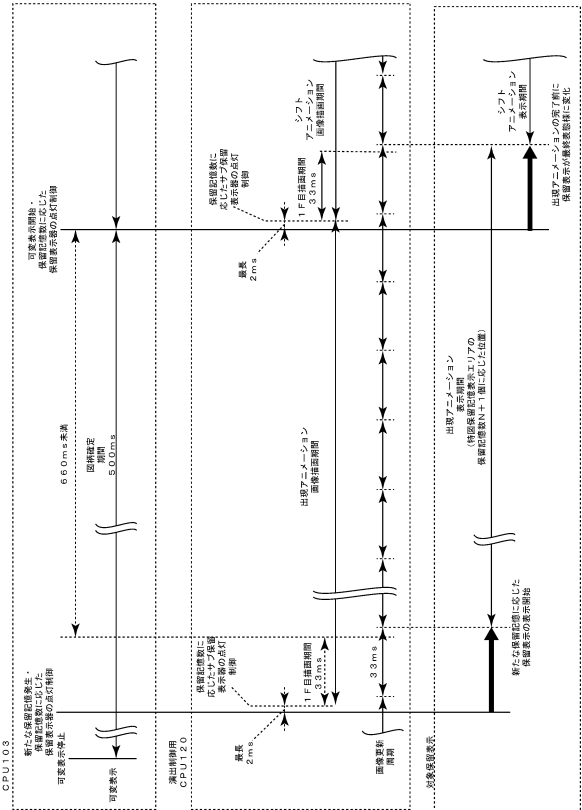 CPU103
新たな保留記憶発生・
保留記憶数に応じた
保留表示器の点灯制御
可変表示停止
可変表示
660ms未満
図柄確定
期間
500ms
可変表示開始・
保留記憶数に応じた
保留表示器の点灯制御
演出制御用
CPU120
最長
2ms
保留記憶数に
応じたサブ保留
表示器の点灯
制御
1F目描画期間
33ms
出現アニメーション
画像描画期間
最長
2ms
保留記憶数に
応じたサブ保留
表示器の点灯
制御
1F目描画期間
33ms
シフト
アニメーション
画像描画期間
画像更新
周期
33ms
対象保留表示
新たな保留記憶に応じた
保留表示の表示開始
出現アニメーション
表示期間
(特図保留記憶表示エリアの
保留記憶数N+1個に応じた位置)
シフト
アニメーション
表示期間
出現アニメーションの完了前に
保留表示が最終表態様に変化